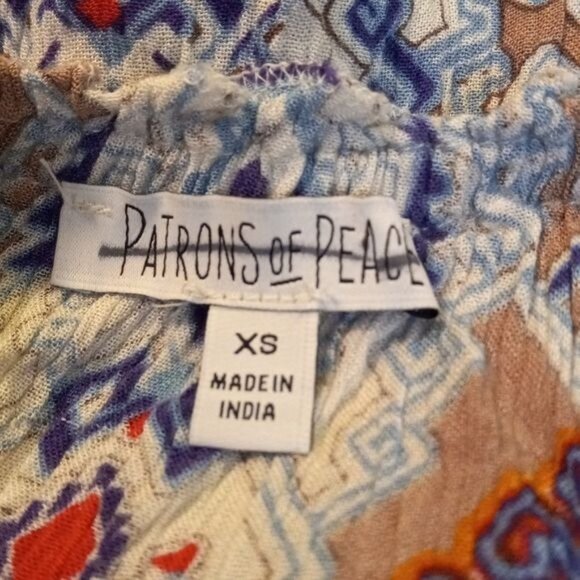 PATRONS OF PEACE
XS
MADE IN
INDIA